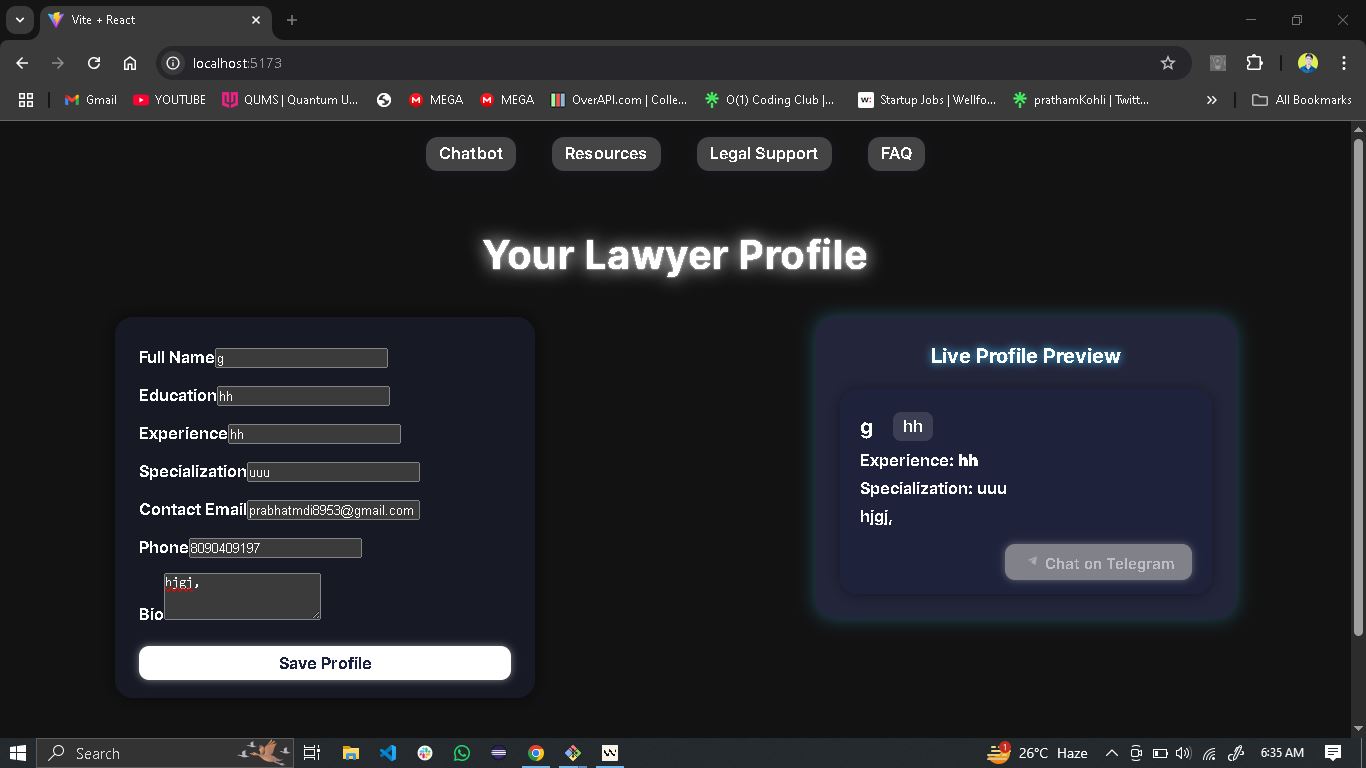 Vite + React
localhost:5173
Gmail YOUTUBE QUMS | Quantum U... MEGA MEGA OverAPI.com | Colle... O(1) Coding Club |... Startup Jobs | Wellfo... prathamKohli | Twitt... » All Bookmarks
Chatbot Resources Legal Support FAQ
Your Lawyer Profile
Full Name g
Education hh
Experience hh
Specialization uuu
Contact Email prabhatmdi8953@gmail.com
Phone 8090409197
Bio hjgj,
Save Profile
Live Profile Preview
g hh
Experience: hh
Specialization: uuu
hjgj,
Chat on Telegram
Search 1 26°C Haze 6:35 AM